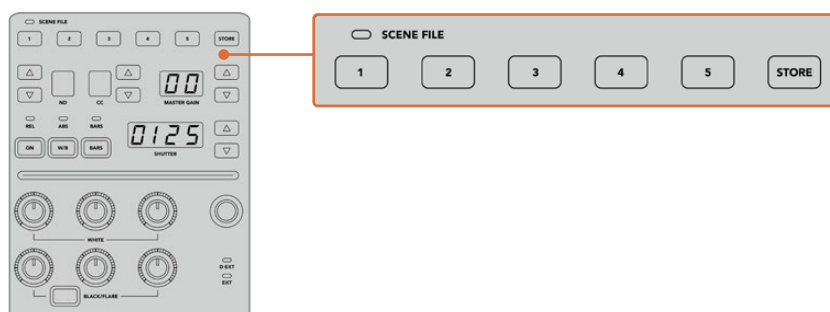 SCENE FILE
1 2 3 4 5 STORE
ND CC MASTER GAIN
00
REL ABS BARS
ON W/B BARS
0125
SHUTTER
WHITE
D EXT
EXT
BLACK/FLARE
SCENE FILE
1 2 3 4 5 STORE